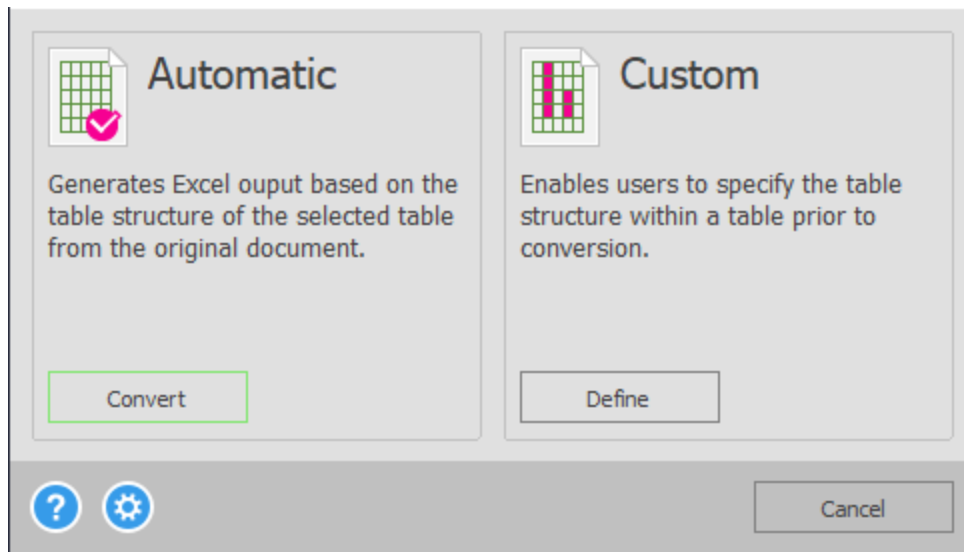 Automatic
Generates Excel ouput based on the
table structure of the selected table
from the original document.
Convert
Custom
Enables users to specify the table
structure within a table prior to
conversion.
Define
?
Cancel